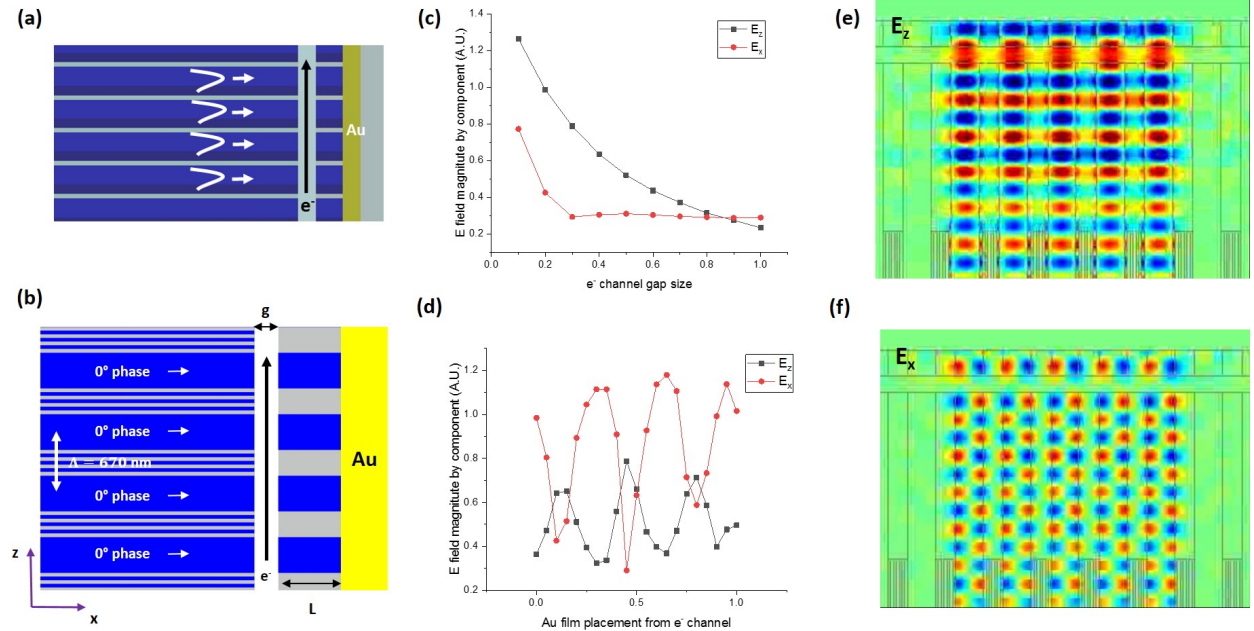 (a)
Au
e-
(b)
g
0° phase
0° phase
Λ = 670 nm
0° phase
0° phase
Au
e-
L
z
x
(c)
E field magnitute by component (A.U.)
1.4
1.2
1.0
0.8
0.6
0.4
0.2
0.0
0.2
0.4
0.6
0.8
1.0
Ez
Ex
e- channel gap size
(d)
E field magnitude by component (A.U.)
1.2
1.0
0.8
0.6
0.4
0.2
0.0
0.5
1.0
Ez
Ex
Au film placement from e- channel
(e)
Ez
(f)
Ex